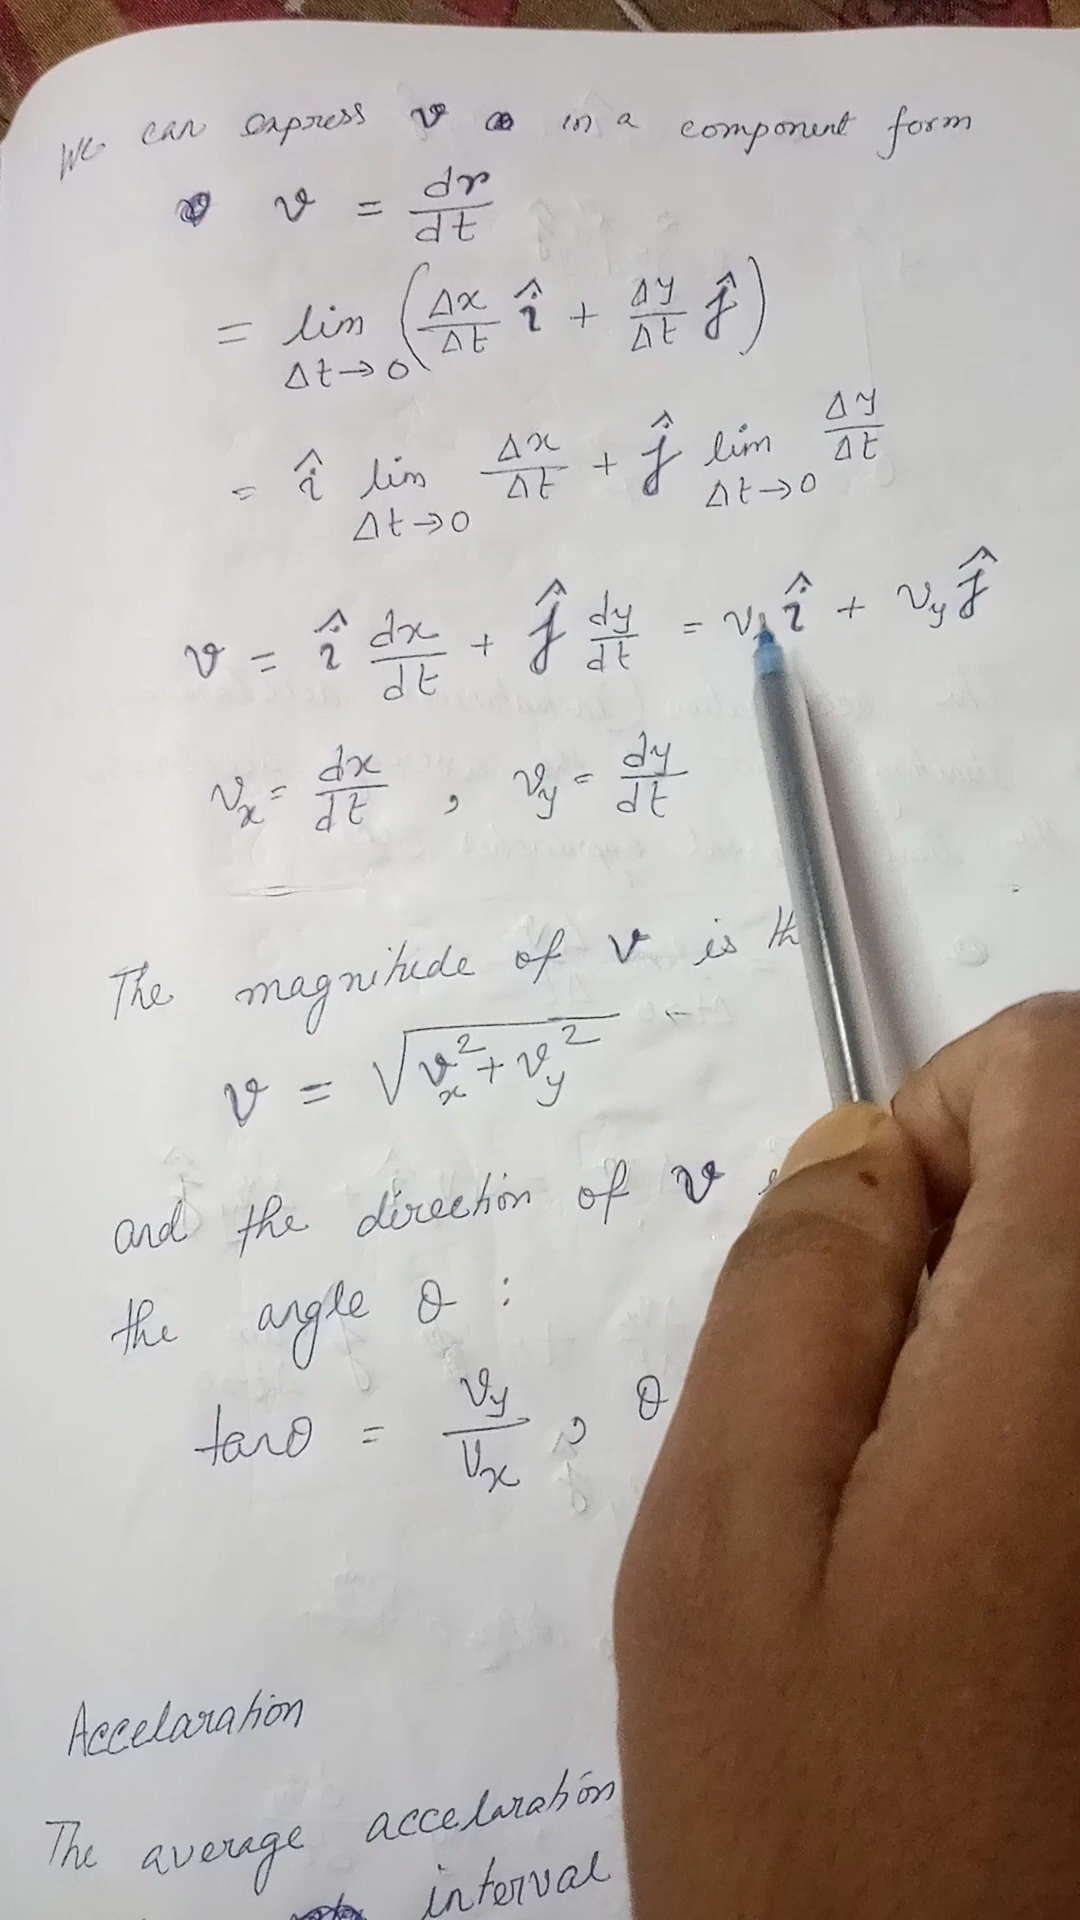 We can express v in a component form
v = dr/dt
= lim Δt→0 (Δx/Δt î + Δy/Δt ĵ)
= î lim Δt→0 Δx/Δt + ĵ lim Δt→0 Δy/Δt
v = î dx/dt + ĵ dy/dt = v î + vy ĵ
vx = dx/dt , vy = dy/dt
The magnitude of v is
v = √(vx² + vy²)
and the direction of v
the angle θ :
tanθ = vy/vx , θ
Accelaration
The average accelaration
interval